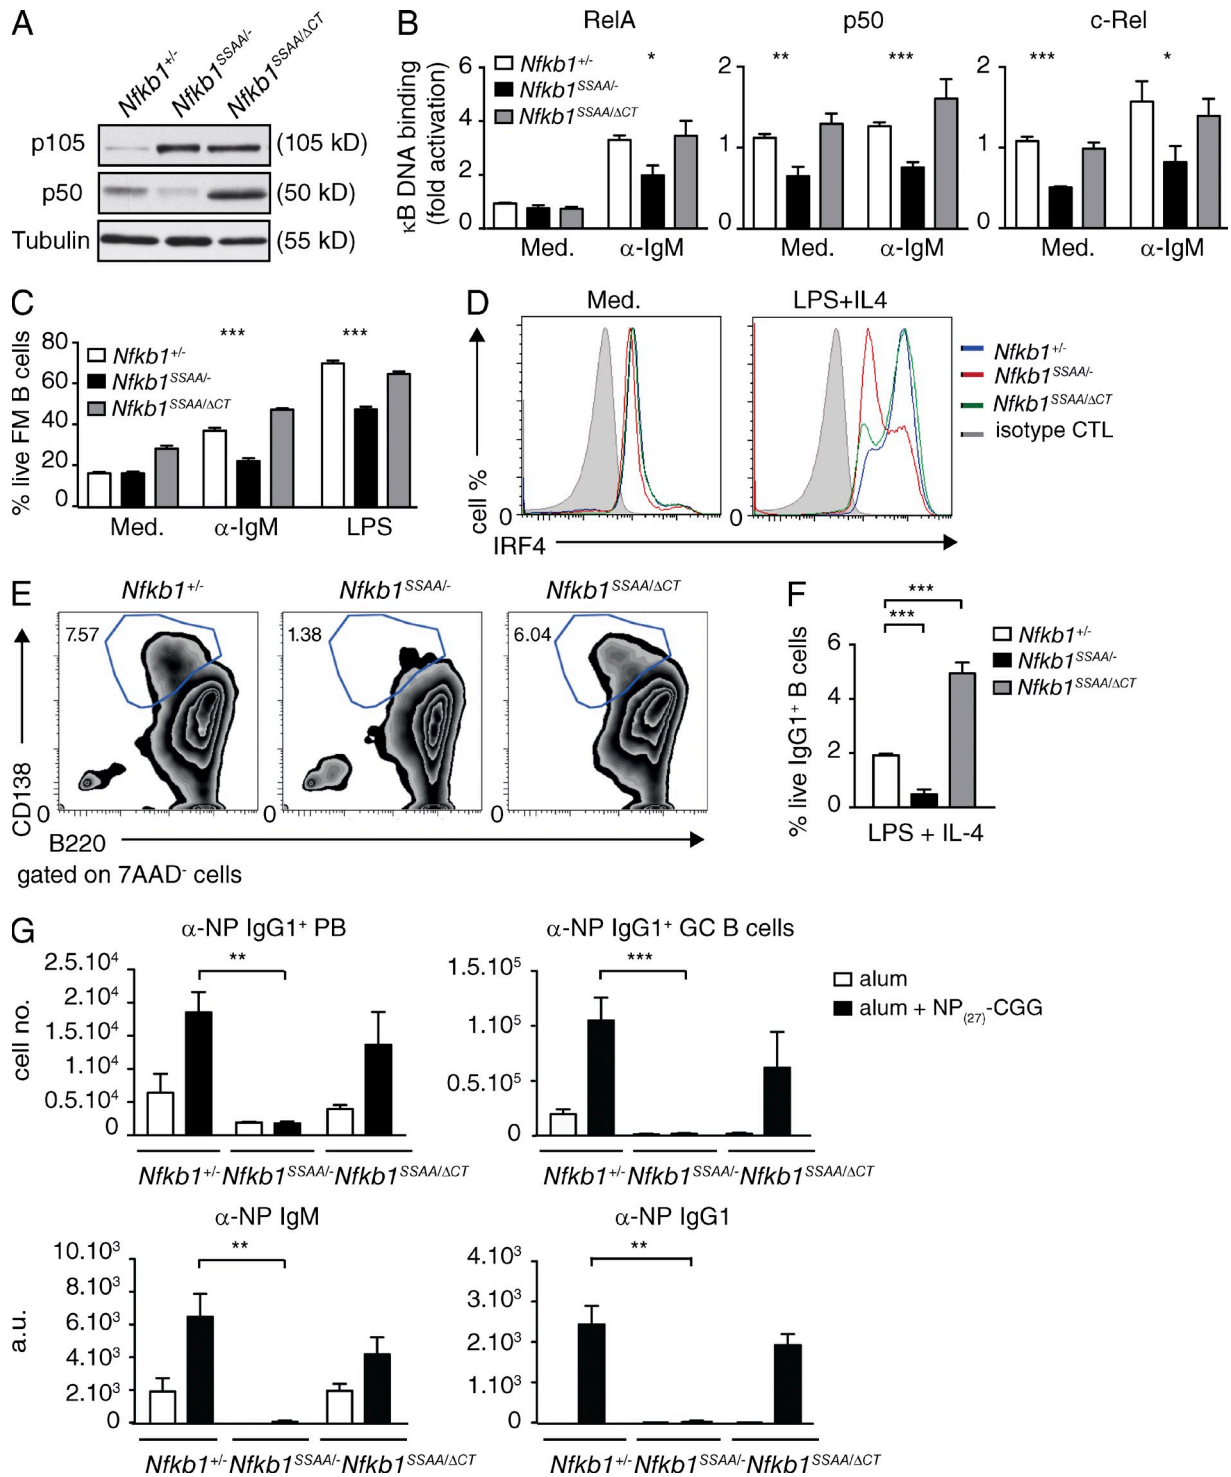 A
Nfkb1+/-
Nfkb1SSAA/-
Nfkb1SSAA/ΔCT
p105 (105 kD)
p50 (50 kD)
Tubulin (55 kD)
B
RelA p50 c-Rel
κB DNA binding
(fold activation)
Nfkb1+/-
Nfkb1SSAA/-
Nfkb1SSAA/ΔCT
6
4
2
0
*
Med. α-IgM
2
1
0
** ***
Med. α-IgM
2
1
0
*** *
Med. α-IgM
C
% live FM B cells
80
60
40
20
0
Nfkb1+/-
Nfkb1SSAA/-
Nfkb1SSAA/ΔCT
*** ***
Med. α-IgM LPS
D
Med. LPS+IL4
cell %
0 0
IRF4
Nfkb1+/-
Nfkb1SSAA/-
Nfkb1SSAA/ΔCT
isotype CTL
E
Nfkb1+/- Nfkb1SSAA/- Nfkb1SSAA/ΔCT
7.57 1.38 6.04
CD138
0 0 0
B220
gated on 7AAD- cells
F
***
***
% live IgG1+ B cells
6
4
2
0
LPS + IL-4
Nfkb1+/-
Nfkb1SSAA/-
Nfkb1SSAA/ΔCT
G
α-NP IgG1+ PB
cell no.
2.5.10⁴
2.10⁴
1.5.10⁴
1.10⁴
0.5.10⁴
0
**
Nfkb1+/- Nfkb1SSAA/- Nfkb1SSAA/ΔCT
α-NP IgG1+ GC B cells
1.5.10⁵
1.10⁵
0.5.10⁵
0
***
Nfkb1+/- Nfkb1SSAA/- Nfkb1SSAA/ΔCT
alum
alum + NP(27)-CGG
α-NP IgM
a.u.
10.10³
8.10³
6.10³
4.10³
2.10³
0
**
Nfkb1+/- Nfkb1SSAA/- Nfkb1SSAA/ΔCT
α-NP IgG1
4.10³
3.10³
2.10³
1.10³
0
**
Nfkb1+/- Nfkb1SSAA/- Nfkb1SSAA/ΔCT